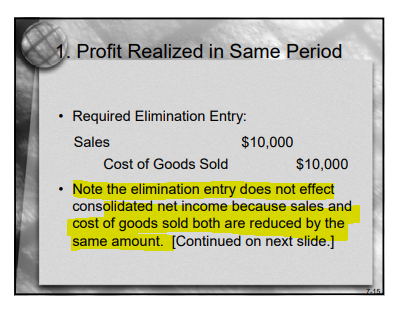 1. Profit Realized in Same Period
• Required Elimination Entry:
Sales $10,000
Cost of Goods Sold $10,000
• Note the elimination entry does not effect
consolidated net income because sales and
cost of goods sold both are reduced by the
same amount. [Continued on next slide.]
7-15